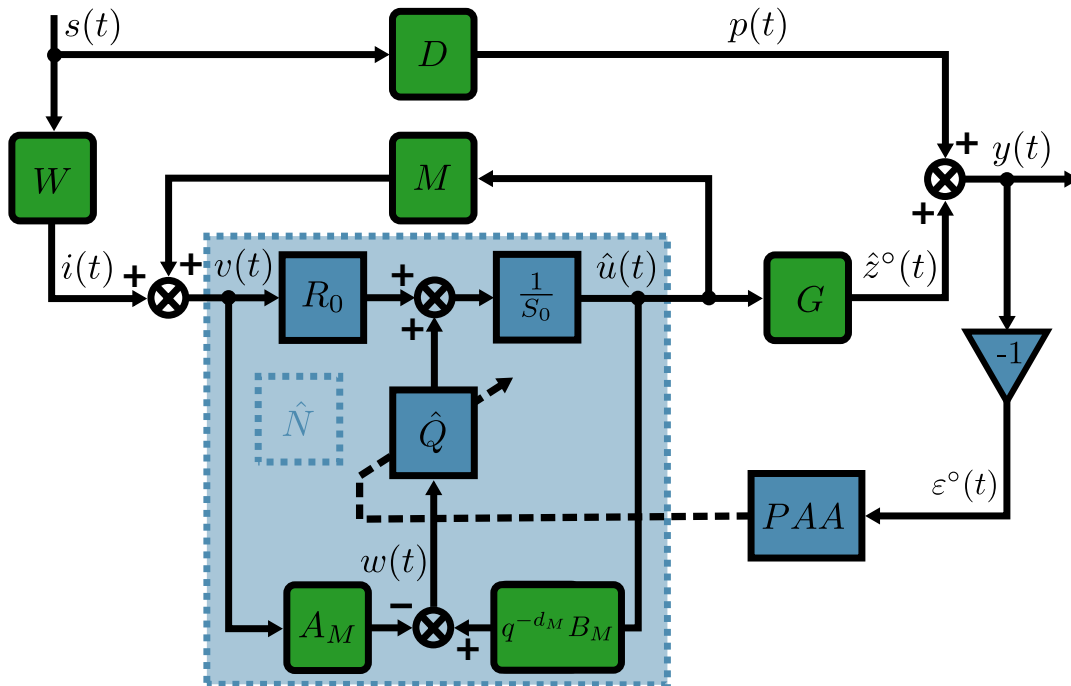 s(t)
D
p(t)
W
M
+
y(t)
+
i(t)
+
+
v(t)
R_0
+
+
1/S_0
û(t)
G
ẑ°(t)
-1
N̂
Q̂
ε°(t)
PAA
w(t)
A_M
−
+
q^{-d_M} B_M